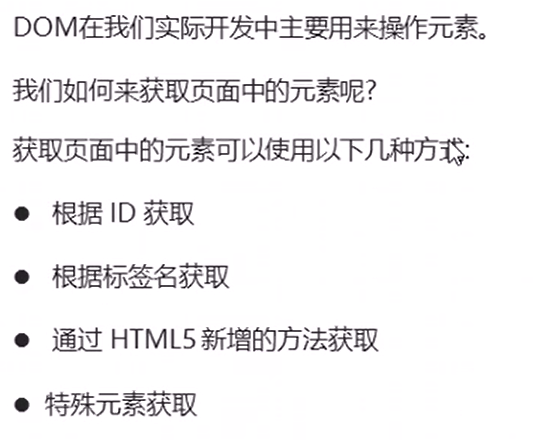 DOM在我们实际开发中主要用来操作元素。
我们如何来获取页面中的元素呢?
获取页面中的元素可以使用以下几种方式:
● 根据 ID 获取
● 根据标签名获取
● 通过 HTML5 新增的方法获取
● 特殊元素获取